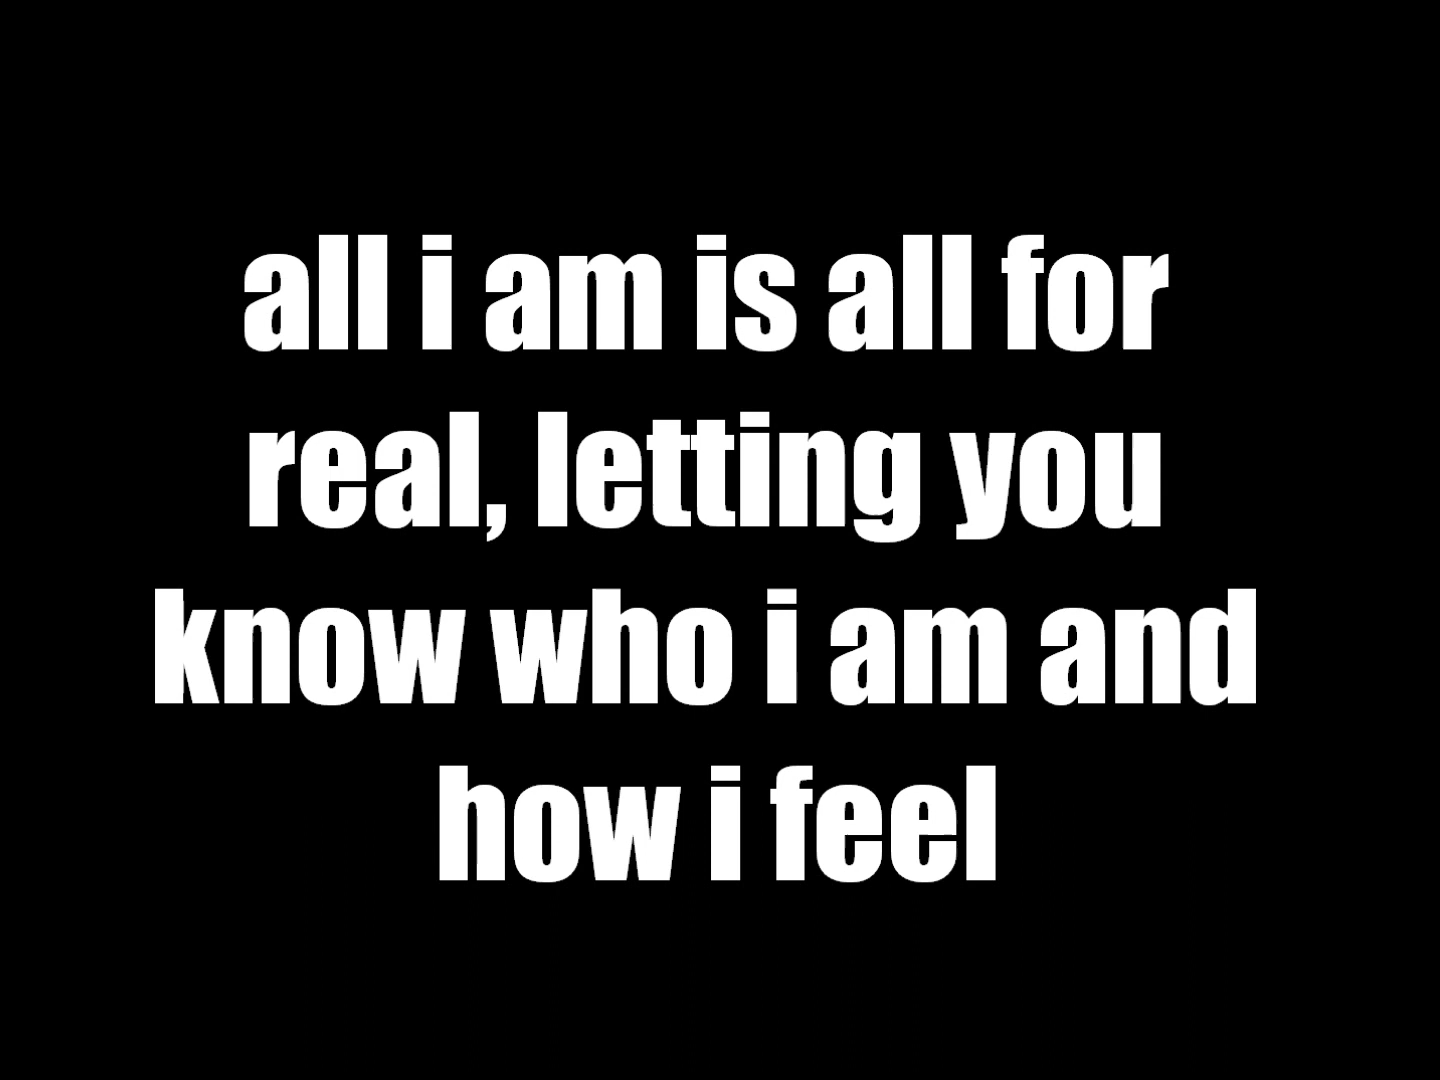 all i am is all for
real, letting you
know who i am and
how i feel